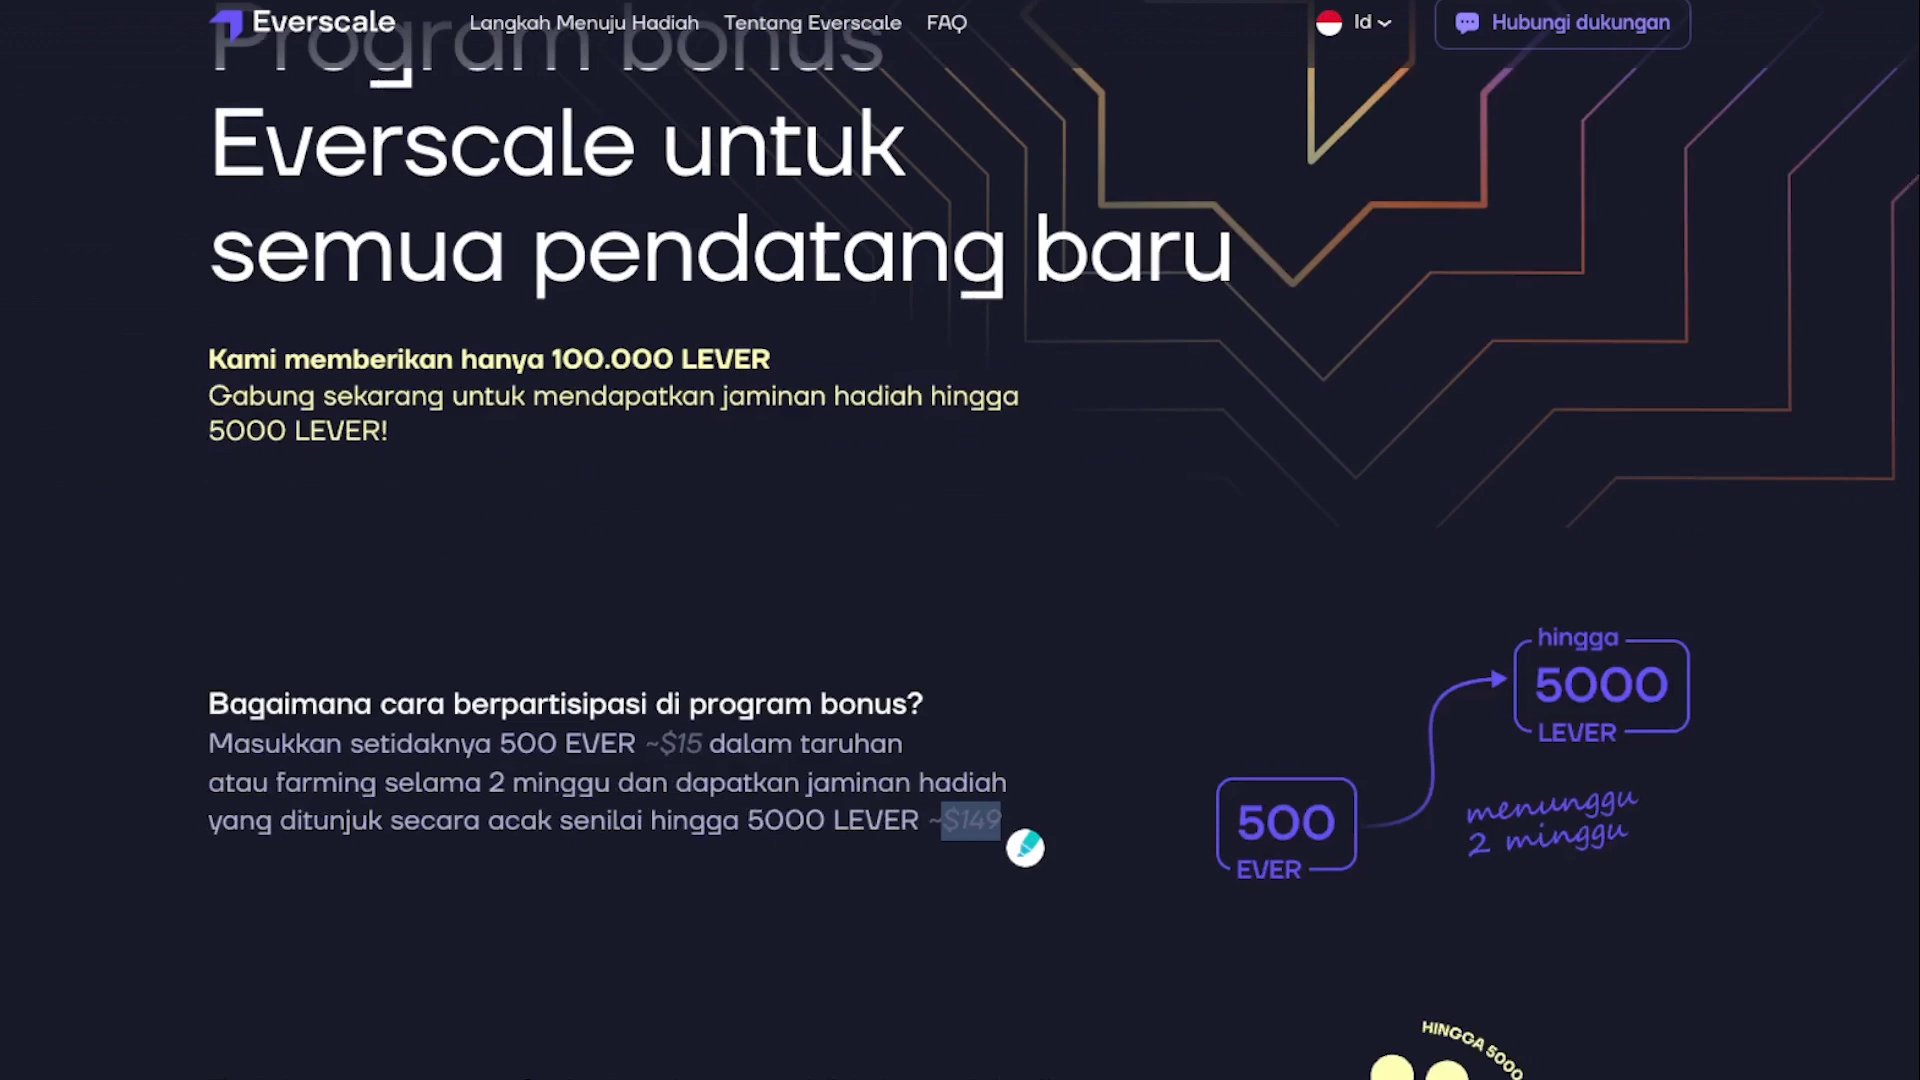 Everscale
Langkah Menuju Hadiah
Tentang Everscale
FAQ
Id
Hubungi dukungan
Program bonus
Everscale untuk
semua pendatang baru
Kami memberikan hanya 100.000 LEVER
Gabung sekarang untuk mendapatkan jaminan hadiah hingga
5000 LEVER!
Bagaimana cara berpartisipasi di program bonus?
Masukkan setidaknya 500 EVER ~$15 dalam taruhan
atau farming selama 2 minggu dan dapatkan jaminan hadiah
yang ditunjuk secara acak senilai hingga 5000 LEVER ~$149
hingga
5000
LEVER
500
EVER
menunggu
2 minggu
HINGGA 5000